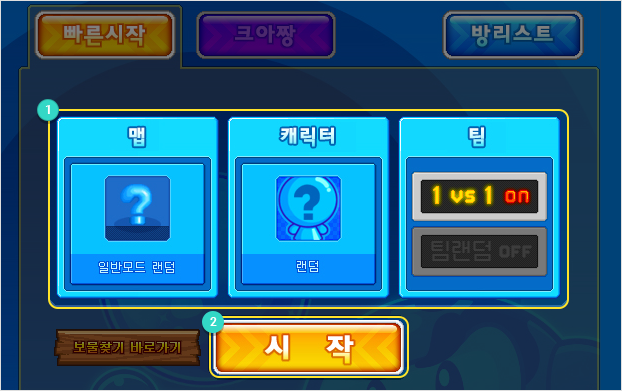 빠른시작 크아짱 방리스트
1
맵 캐릭터 팀
? ? 1 vs 1 on
팀랜덤 OFF
일반모드 랜덤 랜덤
2
보물찾기 바로가기 시 작